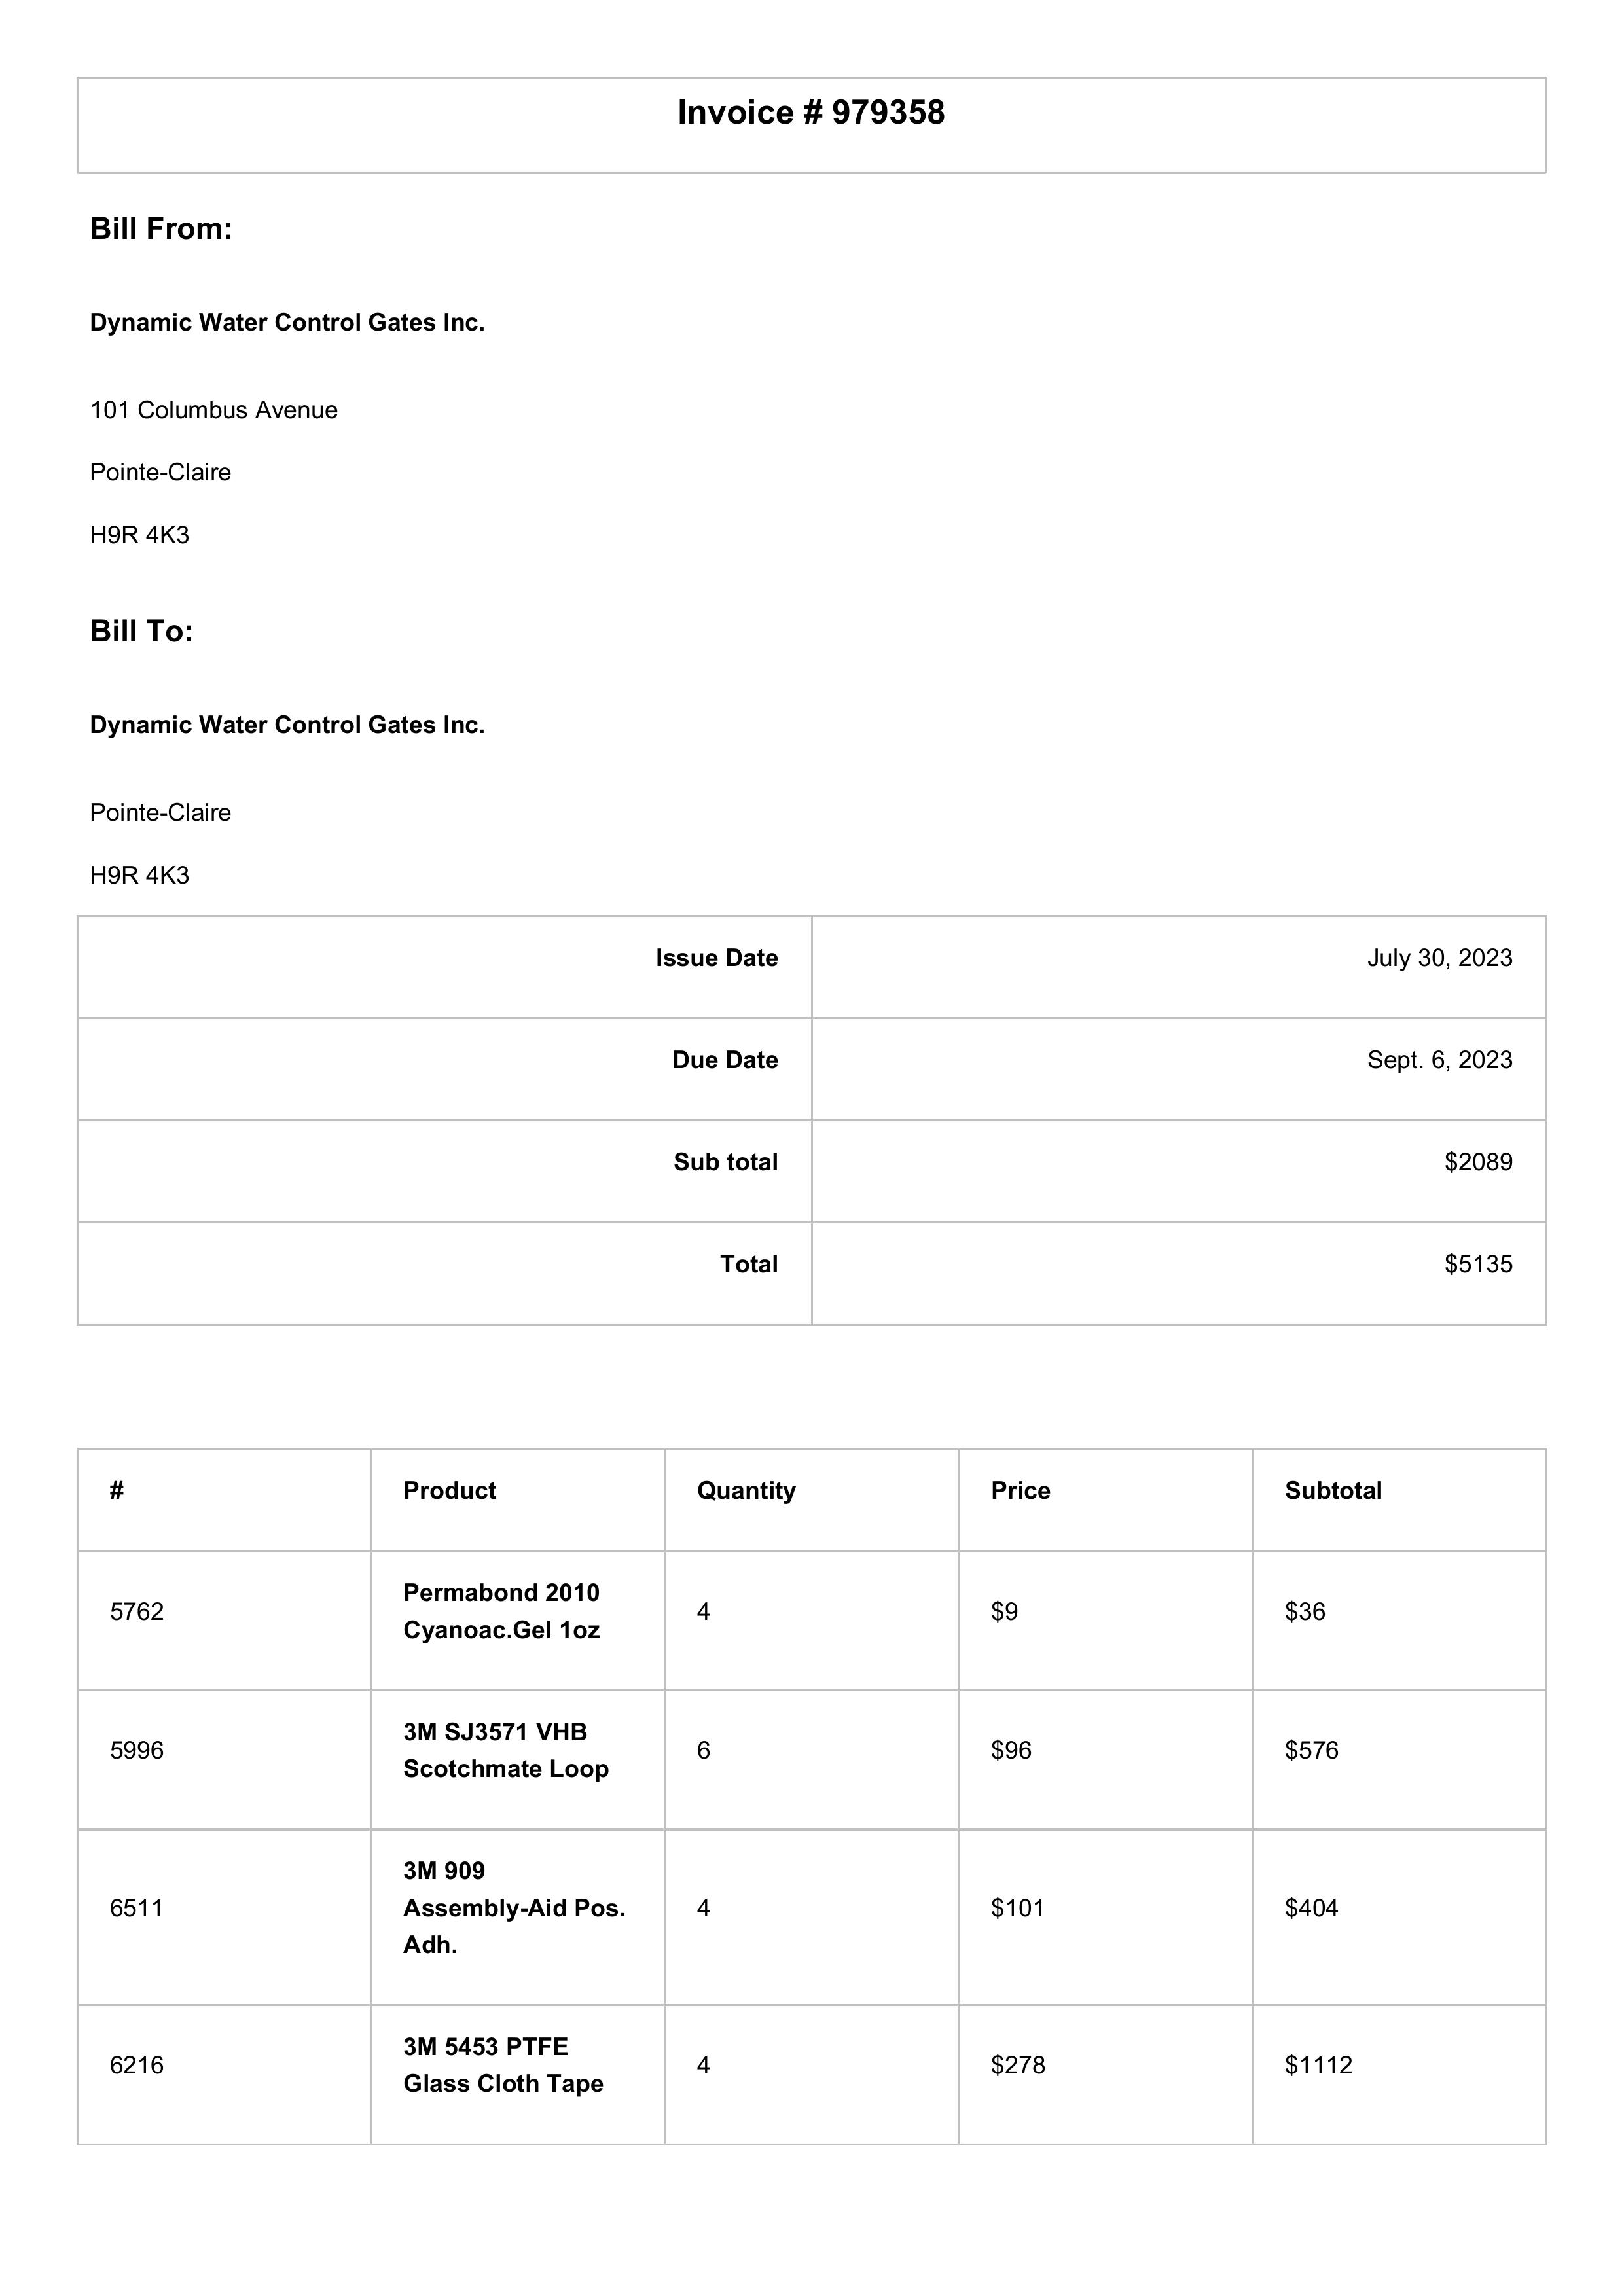 Invoice # 979358
Bill From:
Dynamic Water Control Gates Inc.
101 Columbus Avenue
Pointe-Claire
H9R 4K3
Bill To:
Dynamic Water Control Gates Inc.
Pointe-Claire
H9R 4K3
Issue Date July 30, 2023
Due Date Sept. 6, 2023
Sub total $2089
Total $5135
# Product Quantity Price Subtotal
5762 Permabond 2010 Cyanoac.Gel 1oz 4 $9 $36
5996 3M SJ3571 VHB Scotchmate Loop 6 $96 $576
6511 3M 909 Assembly-Aid Pos. Adh. 4 $101 $404
6216 3M 5453 PTFE Glass Cloth Tape 4 $278 $1112